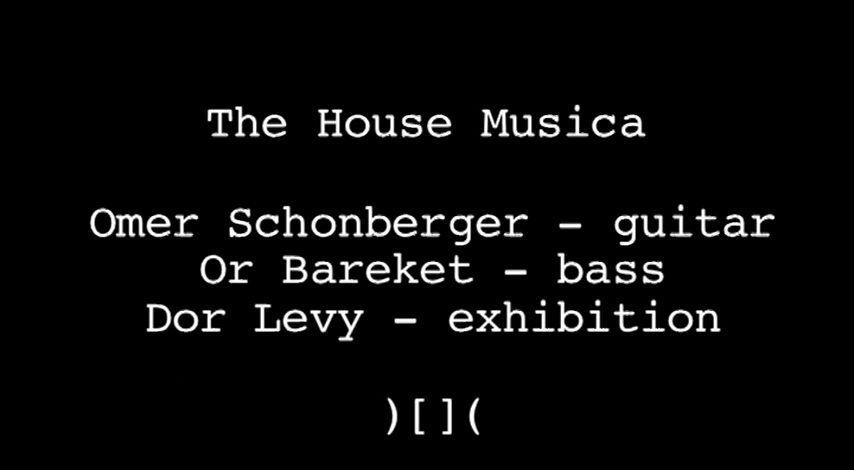 The House Musica
Omer Schonberger - guitar
Or Bareket - bass
Dor Levy - exhibition
)[](